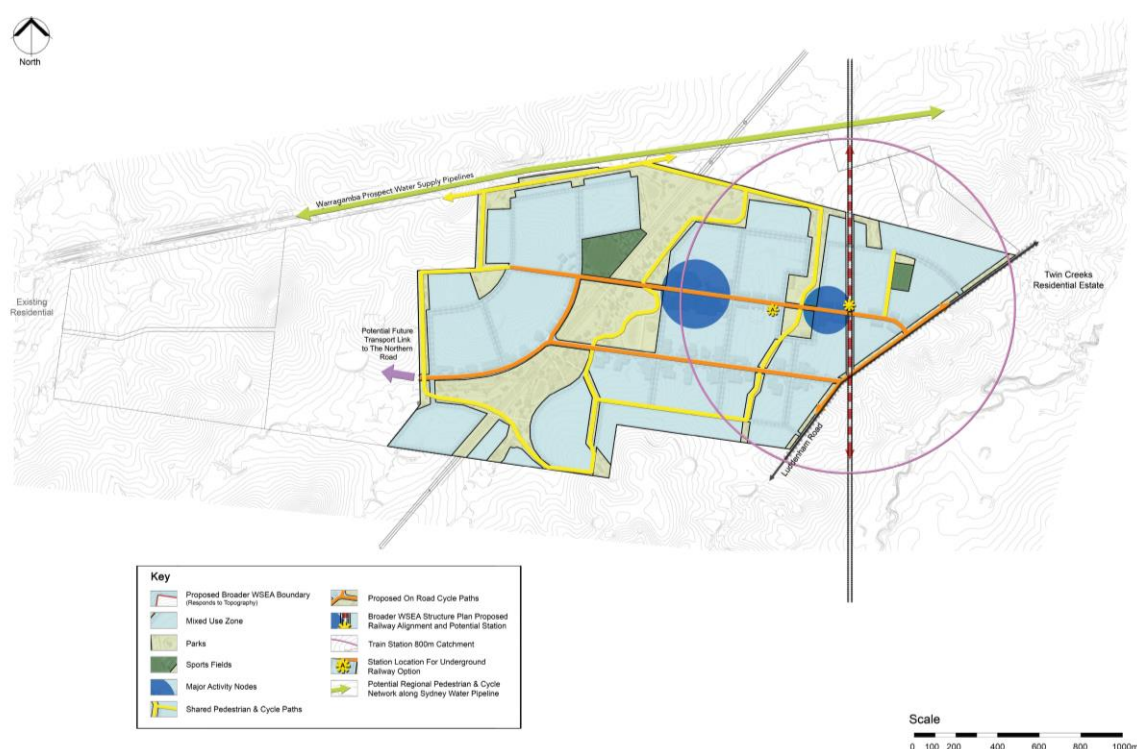 North
Warragamba Prospect Water Supply Pipelines
Existing
Residential
Twin Creeks
Residential Estate
Potential Future
Transport Link
to The Northern
Road
Luddenham Road
Key
Proposed Broader WSEA Boundary
(Responds to Topography)
Mixed Use Zone
Parks
Sports Fields
Major Activity Nodes
Shared Pedestrian & Cycle Paths
Proposed On Road Cycle Paths
Broader WSEA Structure Plan Proposed
Railway Alignment and Potential Station
Train Station 800m Catchment
Station Location For Underground
Railway Option
Potential Regional Pedestrian & Cycle
Network along Sydney Water Pipeline
Scale
0 100 200 400 600 800 1000m